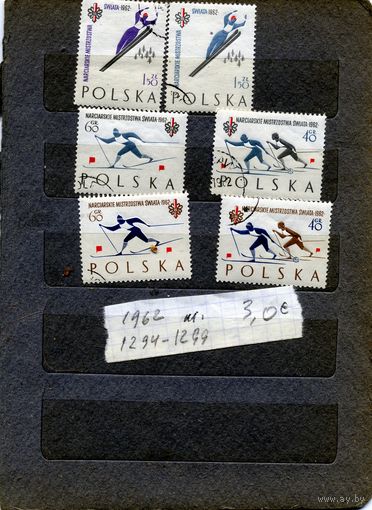 ŚWIATA·1962·
NARCIARSKIE MISTRZOSTWA
1 50 ZŁ
POLSKA
ŚWIATA·1962·
NARCIARSKIE MISTRZOSTWA
1 50 ZŁ
POLSKA
NARCIARSKIE MISTRZOSTWA ŚWIATA·1962·
60 GR
POLSKA
NARCIARSKIE MISTRZOSTWA ŚWIATA·1962·
40 GR
POLSKA
NARCIARSKIE MISTRZOSTWA ŚWIATA·1962·
60 GR
POLSKA
NARCIARSKIE MISTRZOSTWA ŚWIATA·1962·
40 GR
POLSKA
1962 м. 3,0€
1294-1299
© www.ay.by